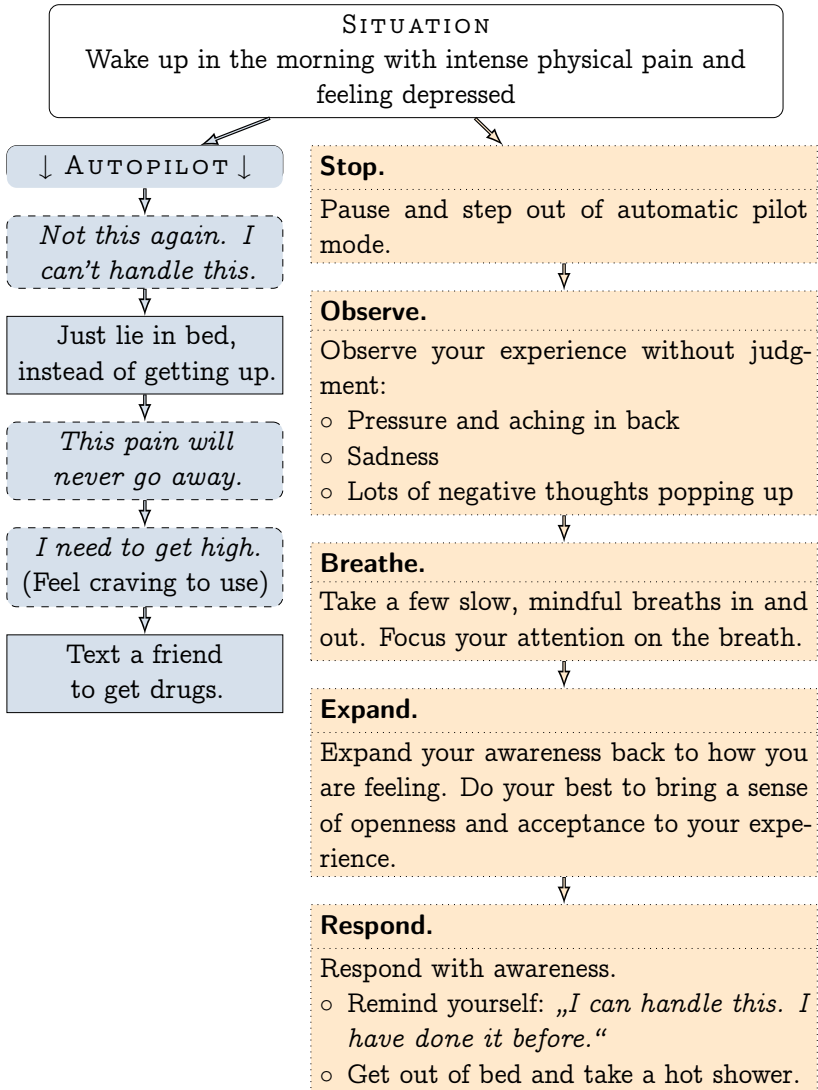 SITUATION
Wake up in the morning with intense physical pain and
feeling depressed
↓ AUTOPILOT ↓
Not this again. I
can't handle this.
Just lie in bed,
instead of getting up.
This pain will
never go away.
I need to get high.
(Feel craving to use)
Text a friend
to get drugs.
Stop.
Pause and step out of automatic pilot
mode.
Observe.
Observe your experience without judg-
ment:
○ Pressure and aching in back
○ Sadness
○ Lots of negative thoughts popping up
Breathe.
Take a few slow, mindful breaths in and
out. Focus your attention on the breath.
Expand.
Expand your awareness back to how you
are feeling. Do your best to bring a sense
of openness and acceptance to your expe-
rience.
Respond.
Respond with awareness.
○ Remind yourself: „I can handle this. I
have done it before.“
○ Get out of bed and take a hot shower.